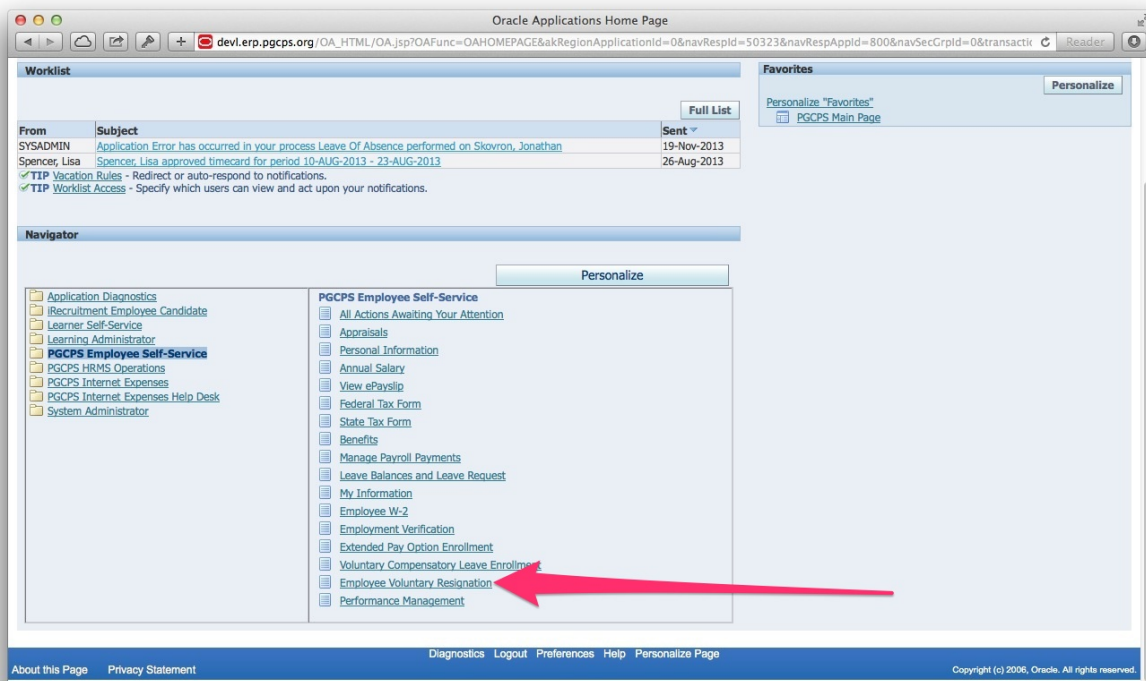 Oracle Applications Home Page
devl.erp.pgcps.org/OA_HTML/OA.jsp?OAFunc=OAHOMEPAGE&akRegionApplicationId=0&navRespId=50323&navRespAppId=800&navSecGrpId=0&transactic
Reader
Worklist
Full List
From Subject Sent
SYSADMIN Application Error has occurred in your process Leave Of Absence performed on Skovron, Jonathan 19-Nov-2013
Spencer, Lisa Spencer, Lisa approved timecard for period 10-AUG-2013 - 23-AUG-2013 26-Aug-2013
TIP Vacation Rules - Redirect or auto-respond to notifications.
TIP Worklist Access - Specify which users can view and act upon your notifications.
Favorites
Personalize
Personalize "Favorites"
PGCPS Main Page
Navigator
Personalize
Application Diagnostics
iRecruitment Employee Candidate
Learner Self-Service
Learning Administrator
PGCPS Employee Self-Service
PGCPS HRMS Operations
PGCPS Internet Expenses
PGCPS Internet Expenses Help Desk
System Administrator
PGCPS Employee Self-Service
All Actions Awaiting Your Attention
Appraisals
Personal Information
Annual Salary
View ePayslip
Federal Tax Form
State Tax Form
Benefits
Manage Payroll Payments
Leave Balances and Leave Request
My Information
Employee W-2
Employment Verification
Extended Pay Option Enrollment
Voluntary Compensatory Leave Enrollment
Employee Voluntary Resignation
Performance Management
Diagnostics Logout Preferences Help Personalize Page
About this Page Privacy Statement
Copyright (c) 2006, Oracle. All rights reserved.